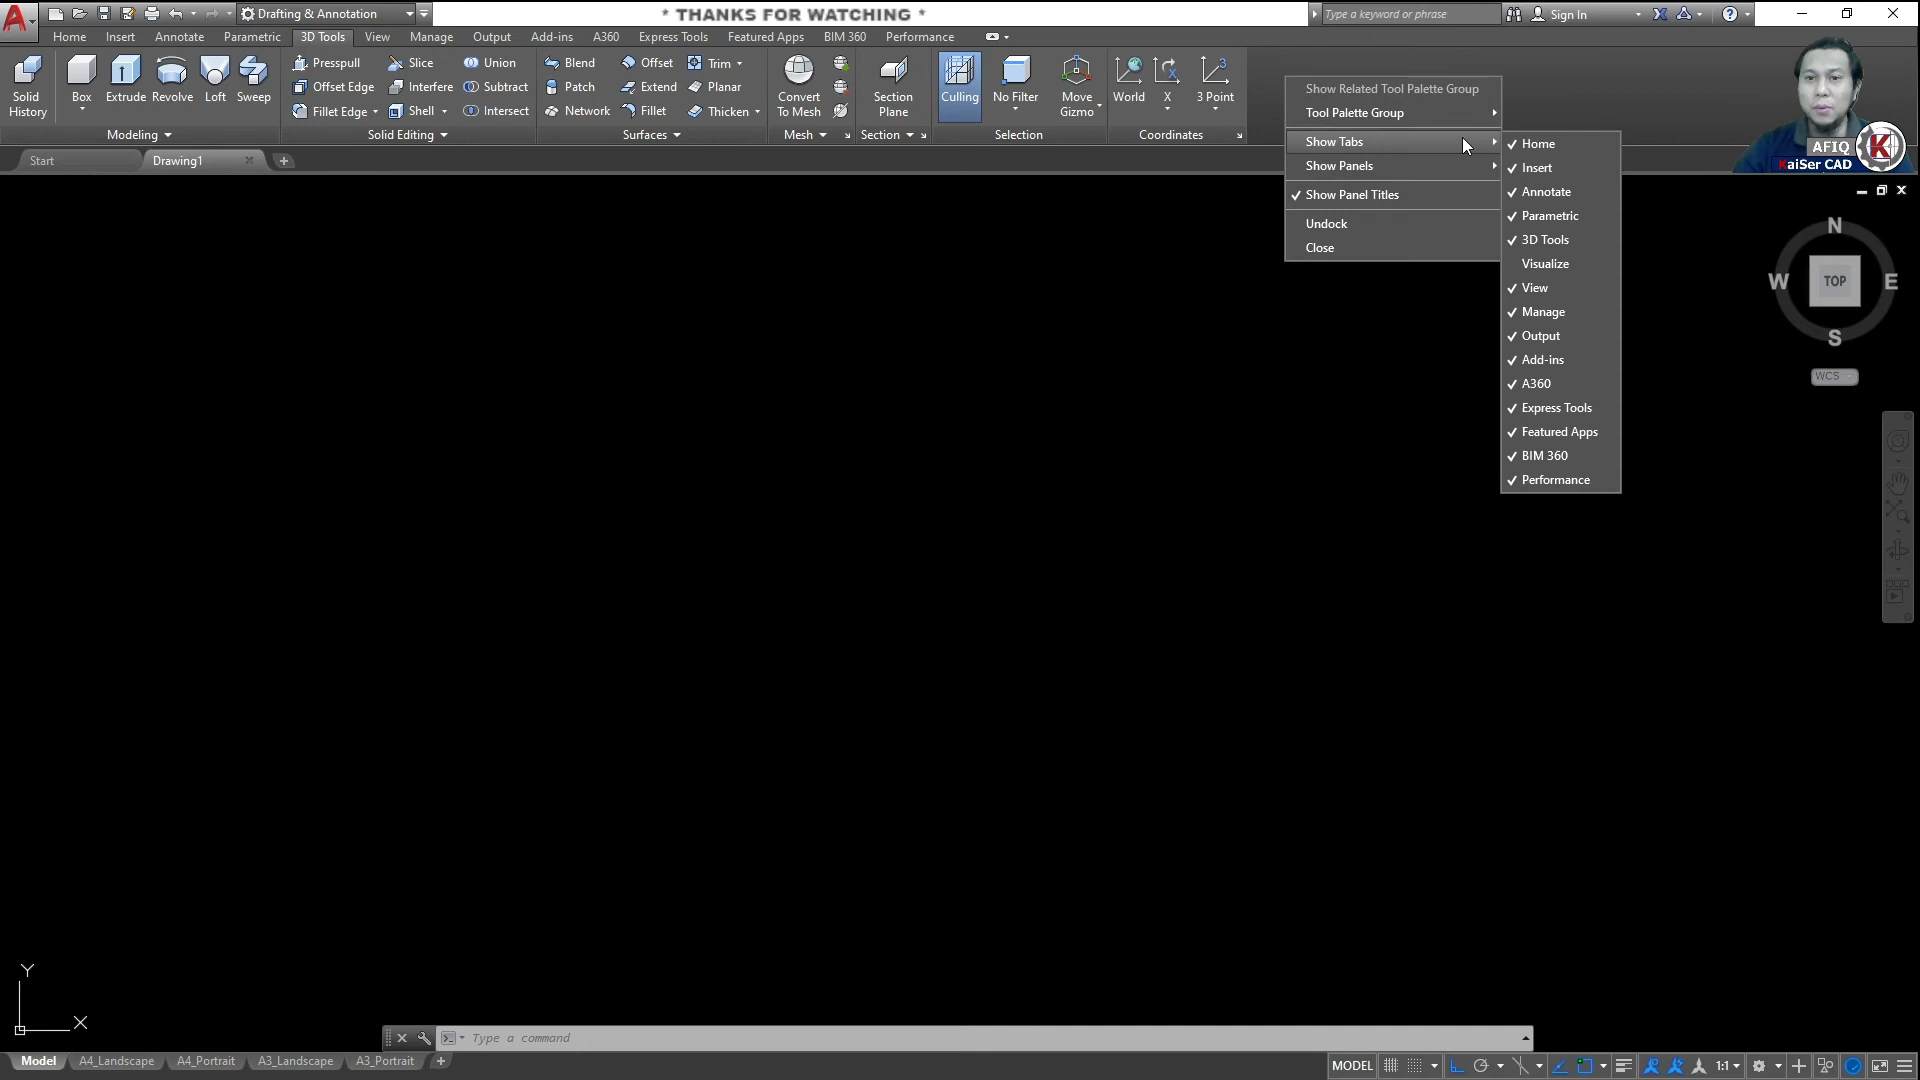 Drafting & Annotation
* THANKS FOR WATCHING *
Type a keyword or phrase
Sign In
Home Insert Annotate Parametric 3D Tools View Manage Output Add-ins A360 Express Tools Featured Apps BIM 360 Performance
Solid History
Box
Extrude
Revolve
Loft
Sweep
Modeling
Presspull
Offset Edge
Fillet Edge
Slice
Interfere
Shell
Union
Subtract
Intersect
Solid Editing
Blend
Patch
Network
Offset
Extend
Fillet
Trim
Planar
Thicken
Surfaces
Convert
To Mesh
Mesh
Section
Plane
Section
Culling
No Filter
Move
Gizmo
Selection
World
X
3 Point
Coordinates
Start
Drawing1
Show Related Tool Palette Group
Tool Palette Group
Show Tabs
Show Panels
Show Panel Titles
Undock
Close
Home
Insert
Annotate
Parametric
3D Tools
Visualize
View
Manage
Output
Add-ins
A360
Express Tools
Featured Apps
BIM 360
Performance
AFIQ
KaiSer CAD
K
N
W
TOP
E
S
WCS
Y
X
Type a command
Model A4_Landscape A4_Portrait A3_Landscape A3_Portrait
MODEL
1:1